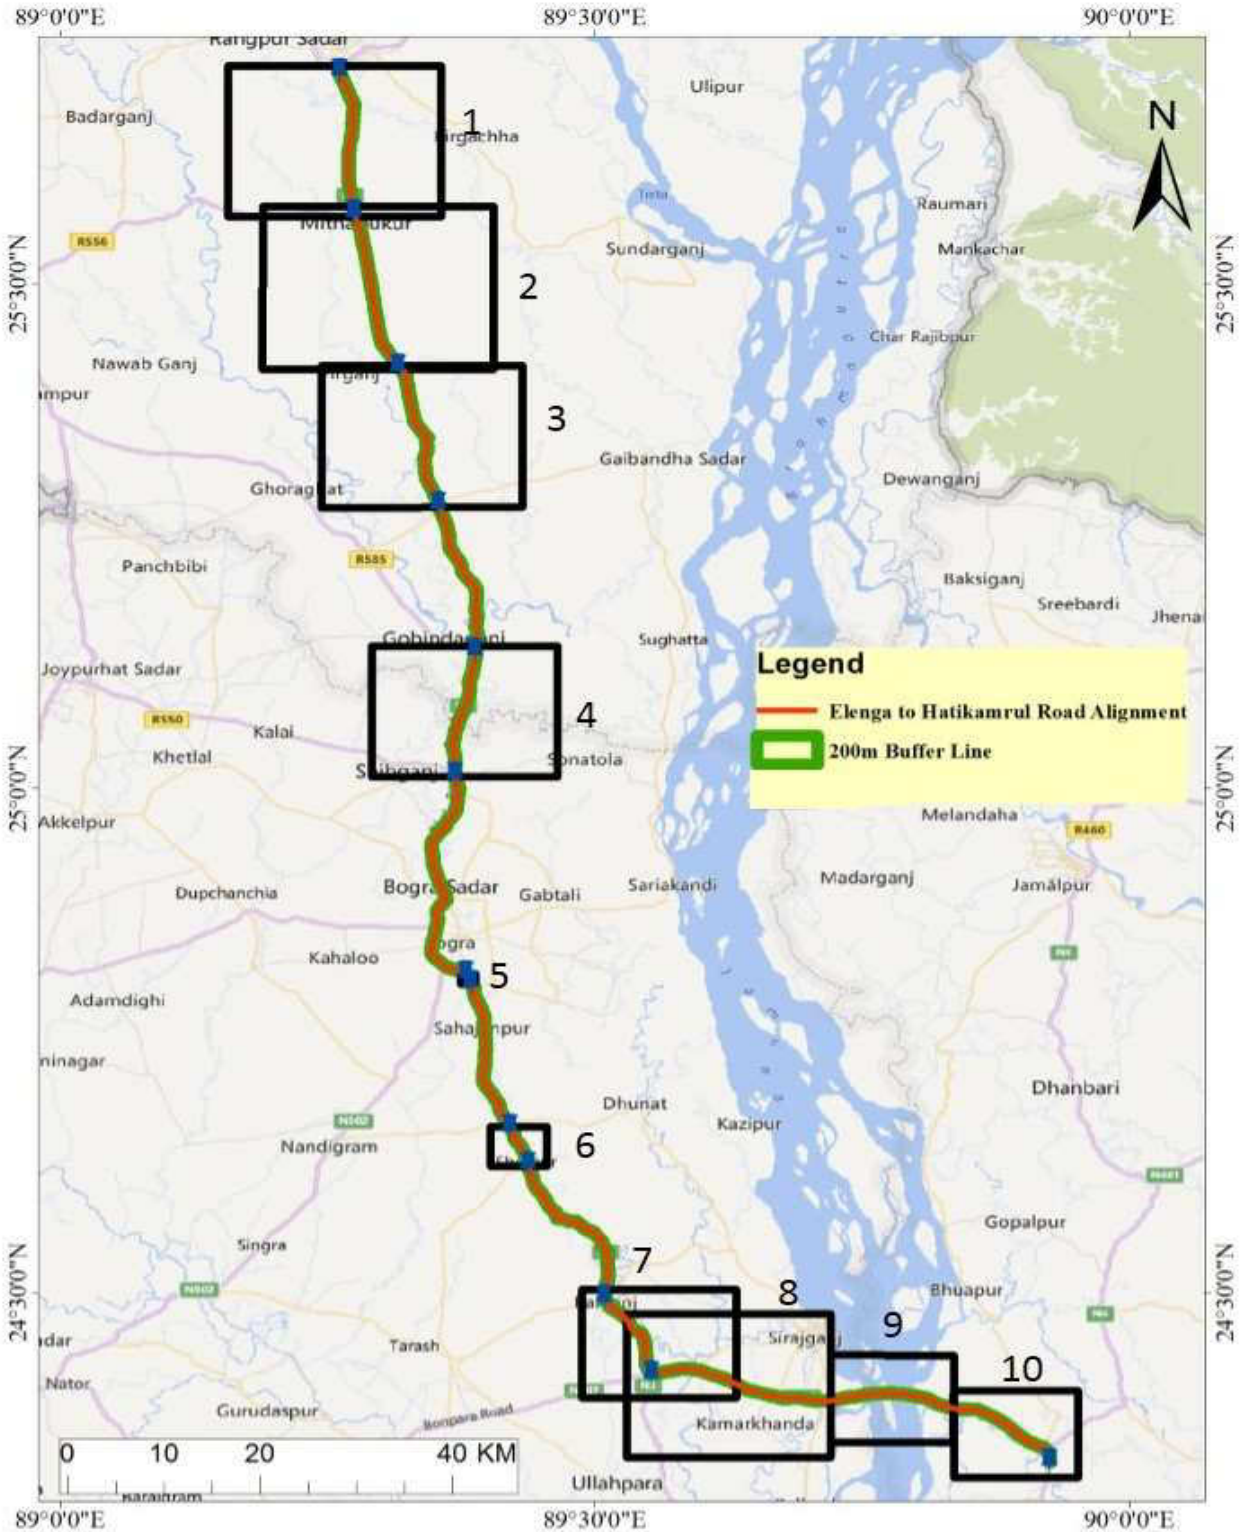 89°0'0"E 89°30'0"E 90°0'0"E
Rangpur Sadar
Ulipur
N
Badarganj
1
Pirgachha
Raumari
Mithapukur
R556
Sundarganj
Mankachar
25°30'0"N
25°30'0"N
2
Char Rajibpur
Nawab Ganj
Pirganj
ampur
3
Gaibandha Sadar
Dewanganj
Ghoraghat
R585
Panchbibi
Baksiganj
Sreebardi
Jhenai
Gobindaganj
Sughatta
Legend
Joypurhat Sadar
Elenga to Hatikamrul Road Alignment
200m Buffer Line
R550
4
Kalai
Khetlal
Sonatola
Shibganj
25°0'0"N
25°0'0"N
Akkelpur
Melandaha
R460
Dupchanchia
Bogra Sadar
Gabtali
Sariakandi
Madarganj
Jamalpur
ogra
Kahaloo
5
Adamdighi
Sahajanpur
ninagar
Dhunat
Dhanbari
Kazipur
N502
Nandigram
6
Sherpur
Singra
Gopalpur
7
N502
8
Bhuapur
24°30'0"N
24°30'0"N
9
Sirajganj
10
Tarash
Nator
Gurudaspur
Bonpara Road
Kamarkhanda
0 10 20 40 KM
Ullahpara
89°0'0"E 89°30'0"E 90°0'0"E